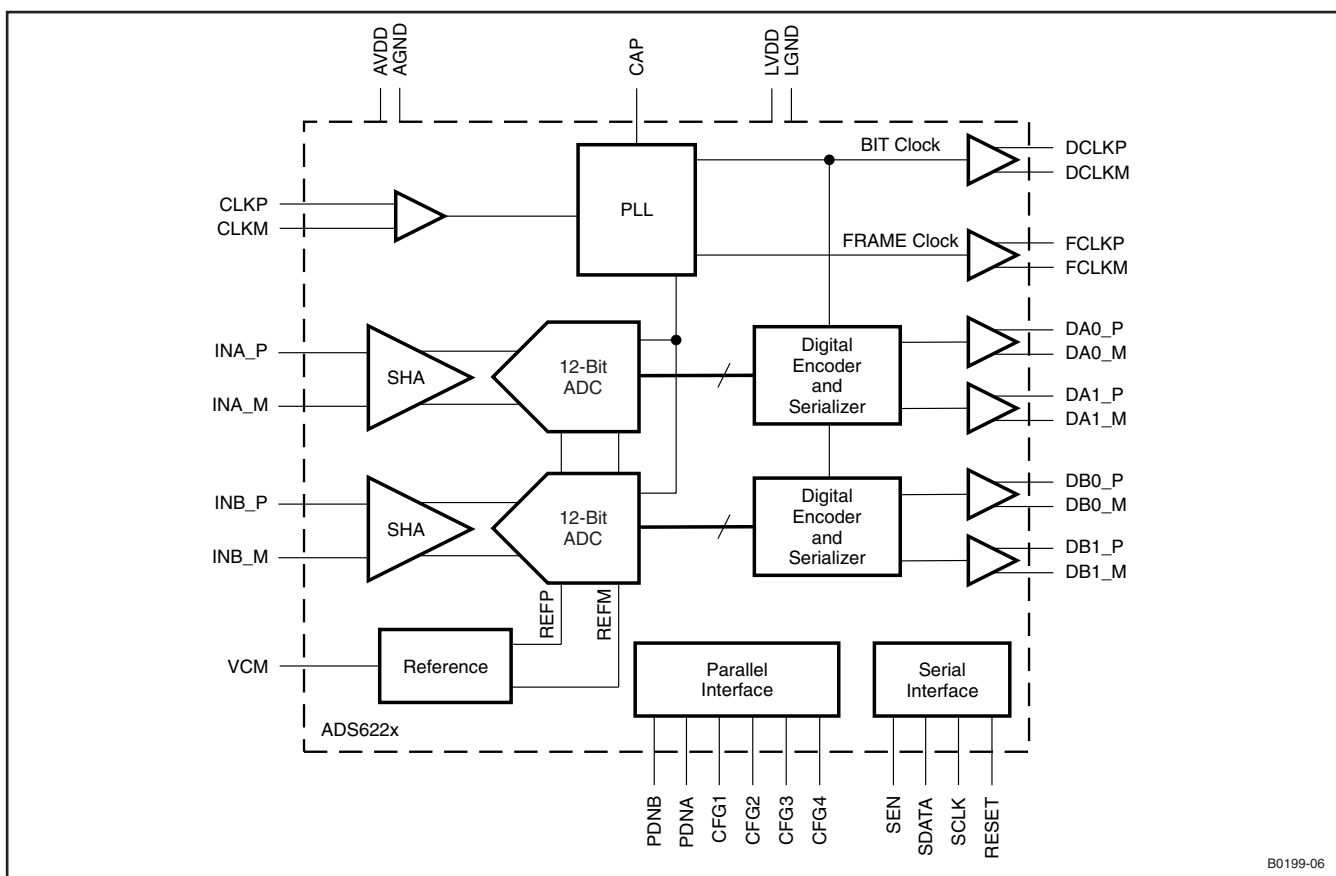 AVDD
AGND
CAP
LVDD
LGND
CLKP
CLKM
PLL
BIT Clock
DCLKP
DCLKM
FRAME Clock
FCLKP
FCLKM
INA_P
INA_M
SHA
12-Bit
ADC
Digital
Encoder
and
Serializer
DA0_P
DA0_M
DA1_P
DA1_M
INB_P
INB_M
SHA
12-Bit
ADC
Digital
Encoder
and
Serializer
DB0_P
DB0_M
DB1_P
DB1_M
REFP
REFM
VCM
Reference
Parallel
Interface
Serial
Interface
ADS622x
PDNB
PDNA
CFG1
CFG2
CFG3
CFG4
SEN
SDATA
SCLK
RESET
B0199-06